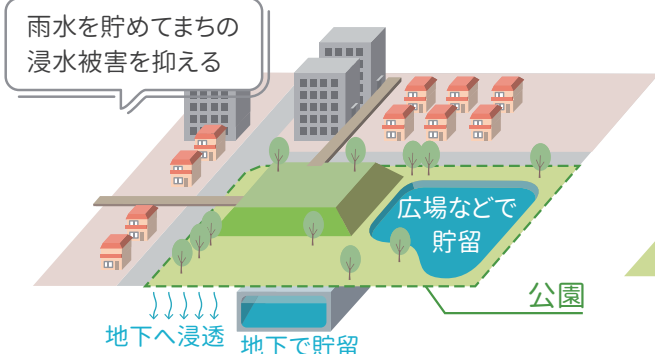 雨水を貯めてまちの
浸水被害を抑える
広場などで
貯留
公園
地下へ浸透
地下で貯留